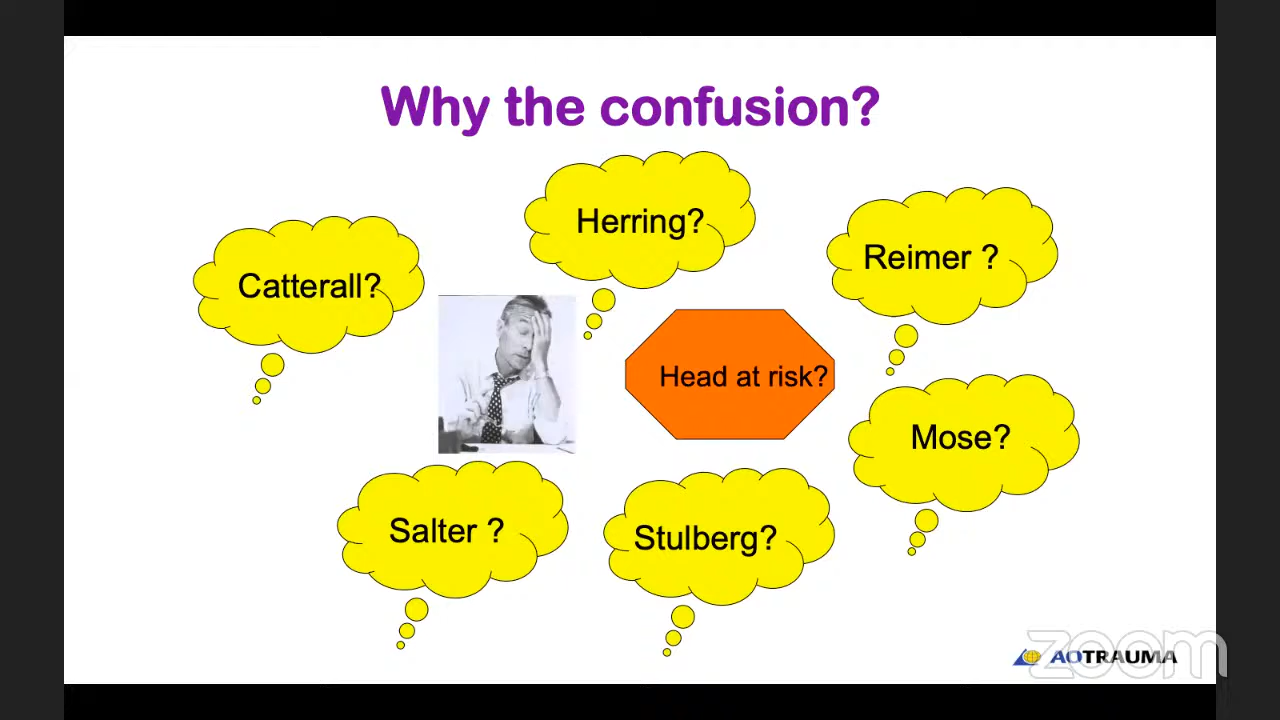 Why the confusion?
Herring?
Reimer ?
Catterall?
Head at risk?
Mose?
Salter ?
Stulberg?
AOTRAUMA
zoom